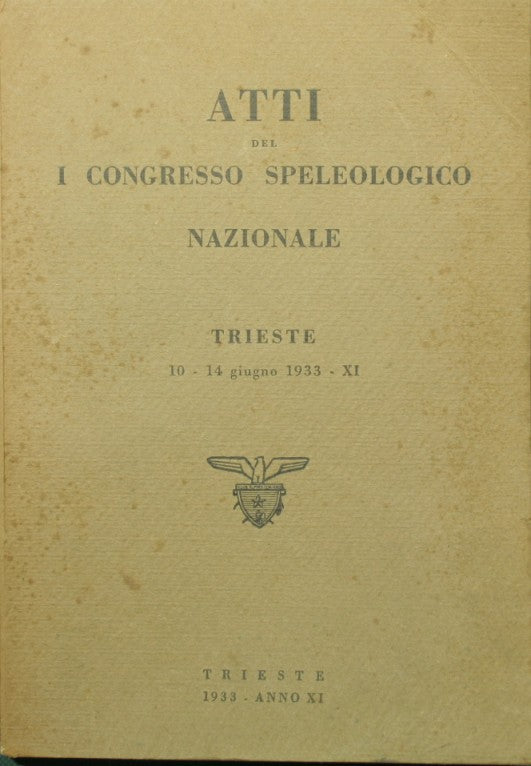 ATTI
DEL
I CONGRESSO SPELEOLOGICO
NAZIONALE
TRIESTE
10 - 14 giugno 1933 - XI
TRIESTE
1933 - ANNO XI